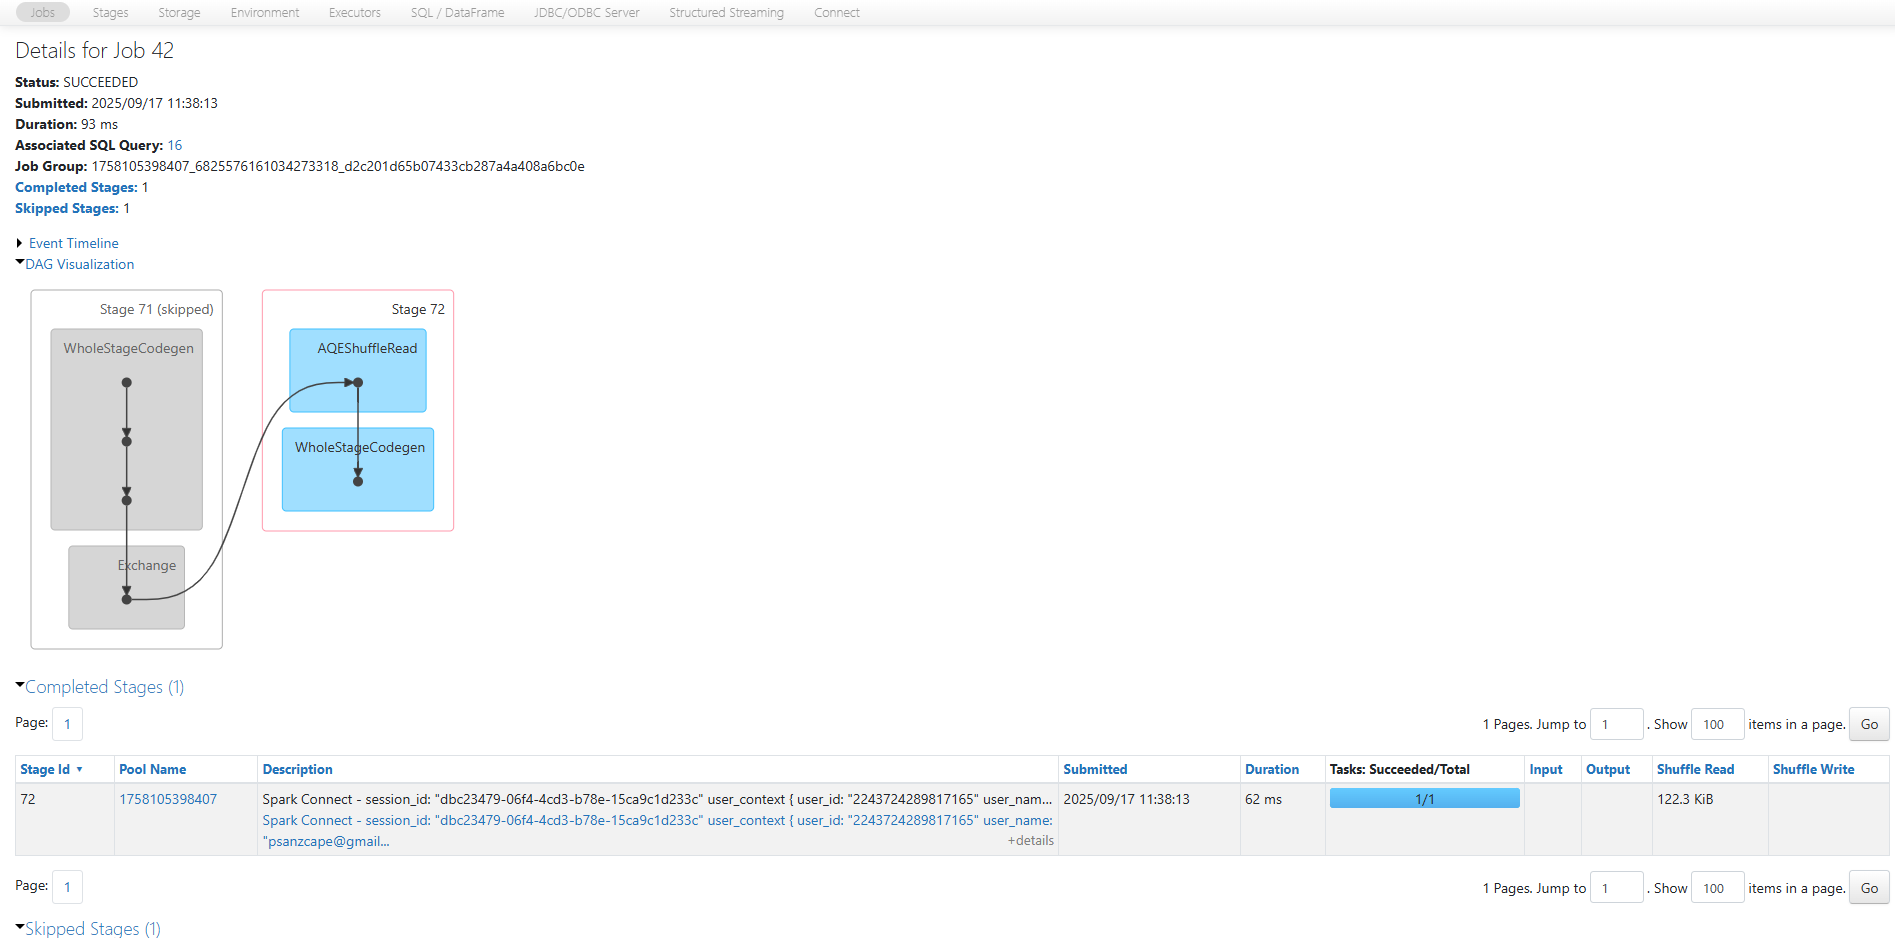 Jobs Stages Storage Environment Executors SQL / DataFrame JDBC/ODBC Server Structured Streaming Connect
Details for Job 42
Status: SUCCEEDED
Submitted: 2025/09/17 11:38:13
Duration: 93 ms
Associated SQL Query: 16
Job Group: 1758105398407_6825576161034273318_d2c201d65b07433cb287a4a408a6bc0e
Completed Stages: 1
Skipped Stages: 1
Event Timeline
DAG Visualization
Stage 71 (skipped)
WholeStageCodegen
Exchange
Stage 72
AQEShuffleRead
WholeStageCodegen
Completed Stages (1)
Page: 1 1 Pages. Jump to 1 . Show 100 items in a page. Go
Stage Id Pool Name Description Submitted Duration Tasks: Succeeded/Total Input Output Shuffle Read Shuffle Write
72 1758105398407 Spark Connect - session_id: "dbc23479-06f4-4cd3-b78e-15ca9c1d233c" user_context { user_id: "2243724289817165" user_nam... 2025/09/17 11:38:13 62 ms 1/1 122.3 KiB
Spark Connect - session_id: "dbc23479-06f4-4cd3-b78e-15ca9c1d233c" user_context { user_id: "2243724289817165" user_name:
"psanzcape@gmail... +details
Page: 1 1 Pages. Jump to 1 . Show 100 items in a page. Go
Skipped Stages (1)